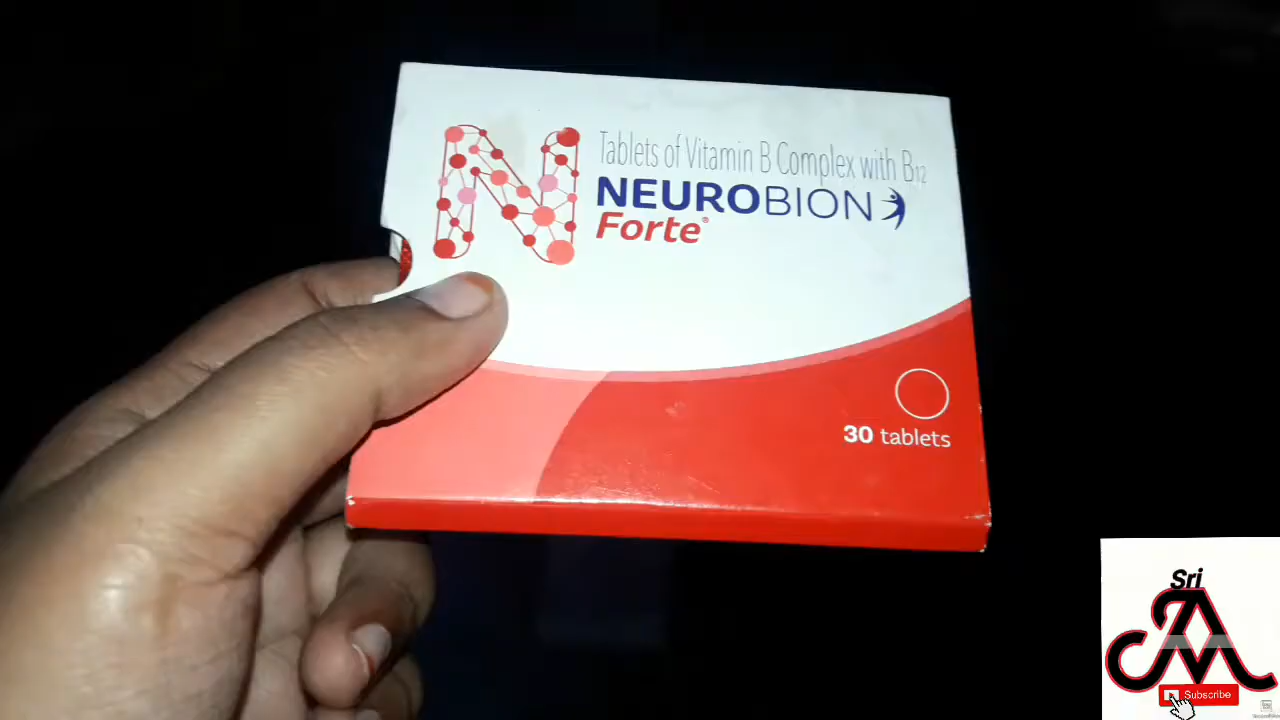 Tablets of Vitamin B Complex with B₁₂
NEUROBION
Forte®
30 tablets
Sri
Subscribe